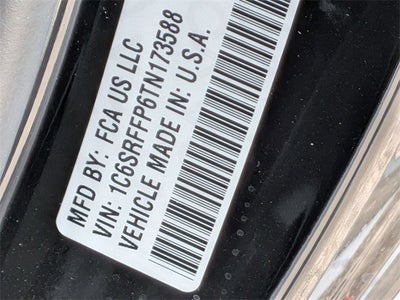 MFD BY: FCA US LLC
VIN: 1C6SRFFP6TN173588
VEHICLE MADE IN: U.S.A.